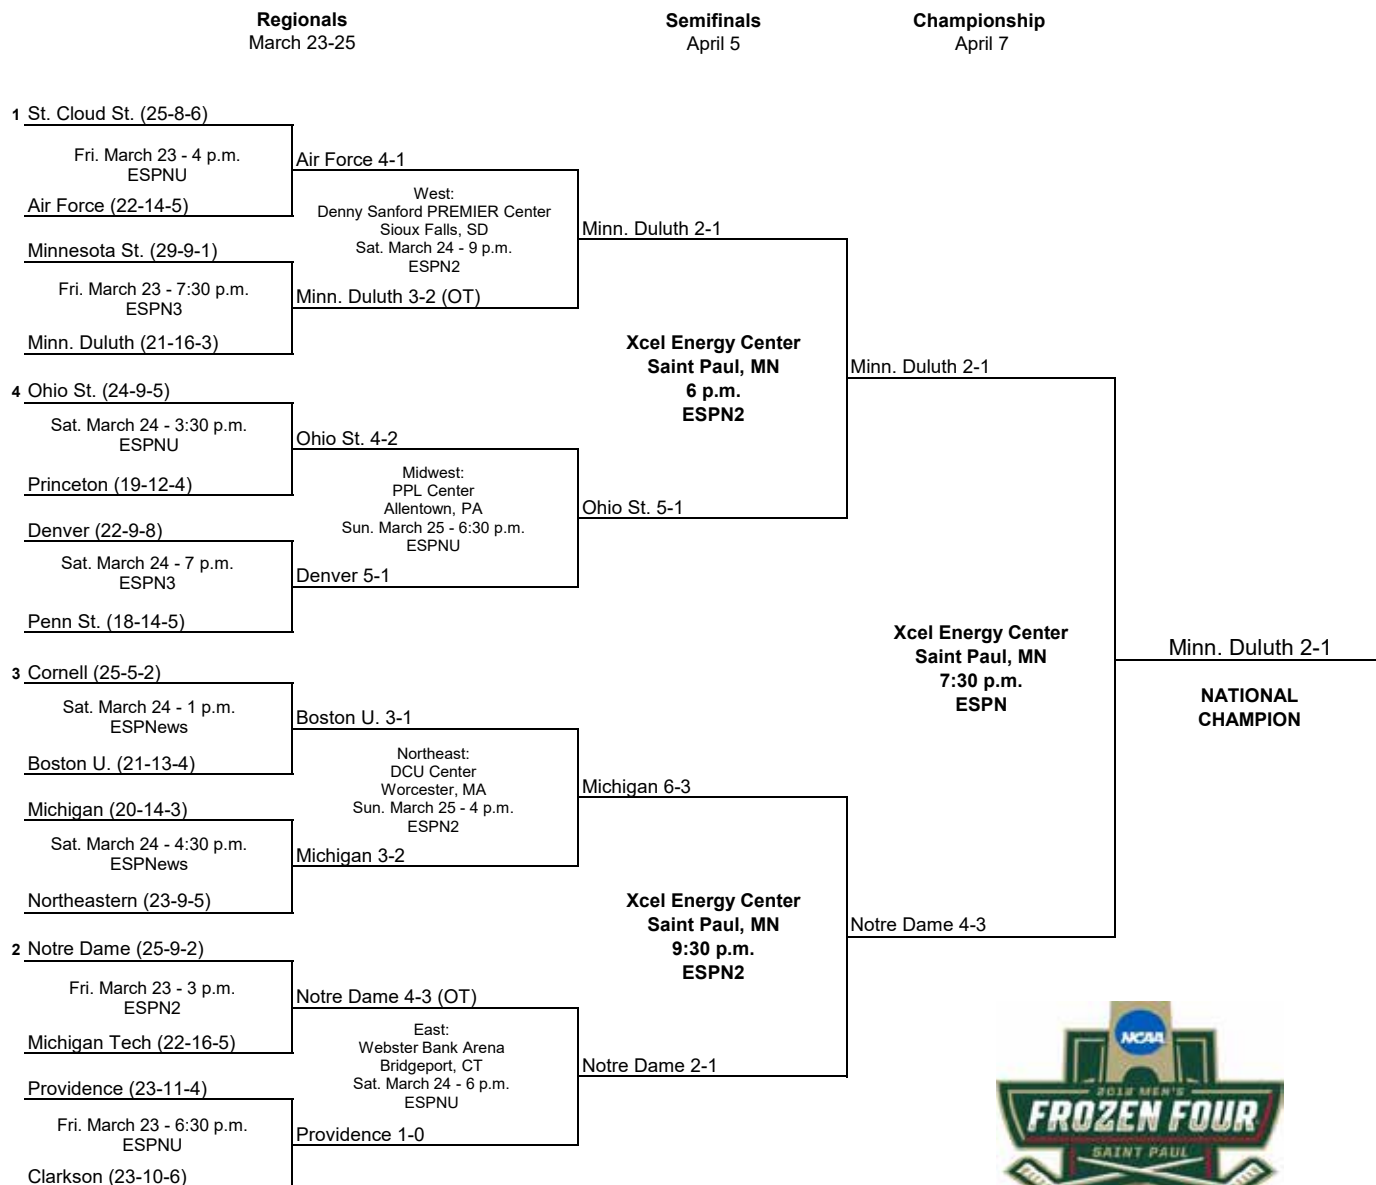 Regionals
March 23-25
Semifinals
April 5
Championship
April 7
1 St. Cloud St. (25-8-6)
Fri. March 23 - 4 p.m.
ESPNU
Air Force (22-14-5)
Air Force 4-1
West:
Denny Sanford PREMIER Center
Sioux Falls, SD
Sat. March 24 - 9 p.m.
ESPN2
Minnesota St. (29-9-1)
Fri. March 23 - 7:30 p.m.
ESPN3
Minn. Duluth (21-16-3)
Minn. Duluth 3-2 (OT)
Minn. Duluth 2-1
Xcel Energy Center
Saint Paul, MN
6 p.m.
ESPN2
Minn. Duluth 2-1
4 Ohio St. (24-9-5)
Sat. March 24 - 3:30 p.m.
ESPNU
Princeton (19-12-4)
Ohio St. 4-2
Midwest:
PPL Center
Allentown, PA
Sun. March 25 - 6:30 p.m.
ESPNU
Denver (22-9-8)
Sat. March 24 - 7 p.m.
ESPN3
Penn St. (18-14-5)
Denver 5-1
Ohio St. 5-1
Xcel Energy Center
Saint Paul, MN
7:30 p.m.
ESPN
Minn. Duluth 2-1
NATIONAL
CHAMPION
3 Cornell (25-5-2)
Sat. March 24 - 1 p.m.
ESPNews
Boston U. (21-13-4)
Boston U. 3-1
Northeast:
DCU Center
Worcester, MA
Sun. March 25 - 4 p.m.
ESPN2
Michigan (20-14-3)
Sat. March 24 - 4:30 p.m.
ESPNews
Northeastern (23-9-5)
Michigan 3-2
Michigan 6-3
Xcel Energy Center
Saint Paul, MN
9:30 p.m.
ESPN2
Notre Dame 4-3
2 Notre Dame (25-9-2)
Fri. March 23 - 3 p.m.
ESPN2
Michigan Tech (22-16-5)
Notre Dame 4-3 (OT)
East:
Webster Bank Arena
Bridgeport, CT
Sat. March 24 - 6 p.m.
ESPNU
Providence (23-11-4)
Fri. March 23 - 6:30 p.m.
ESPNU
Clarkson (23-10-6)
Providence 1-0
Notre Dame 2-1
NCAA
2018 MEN'S
FROZEN FOUR
SAINT PAUL